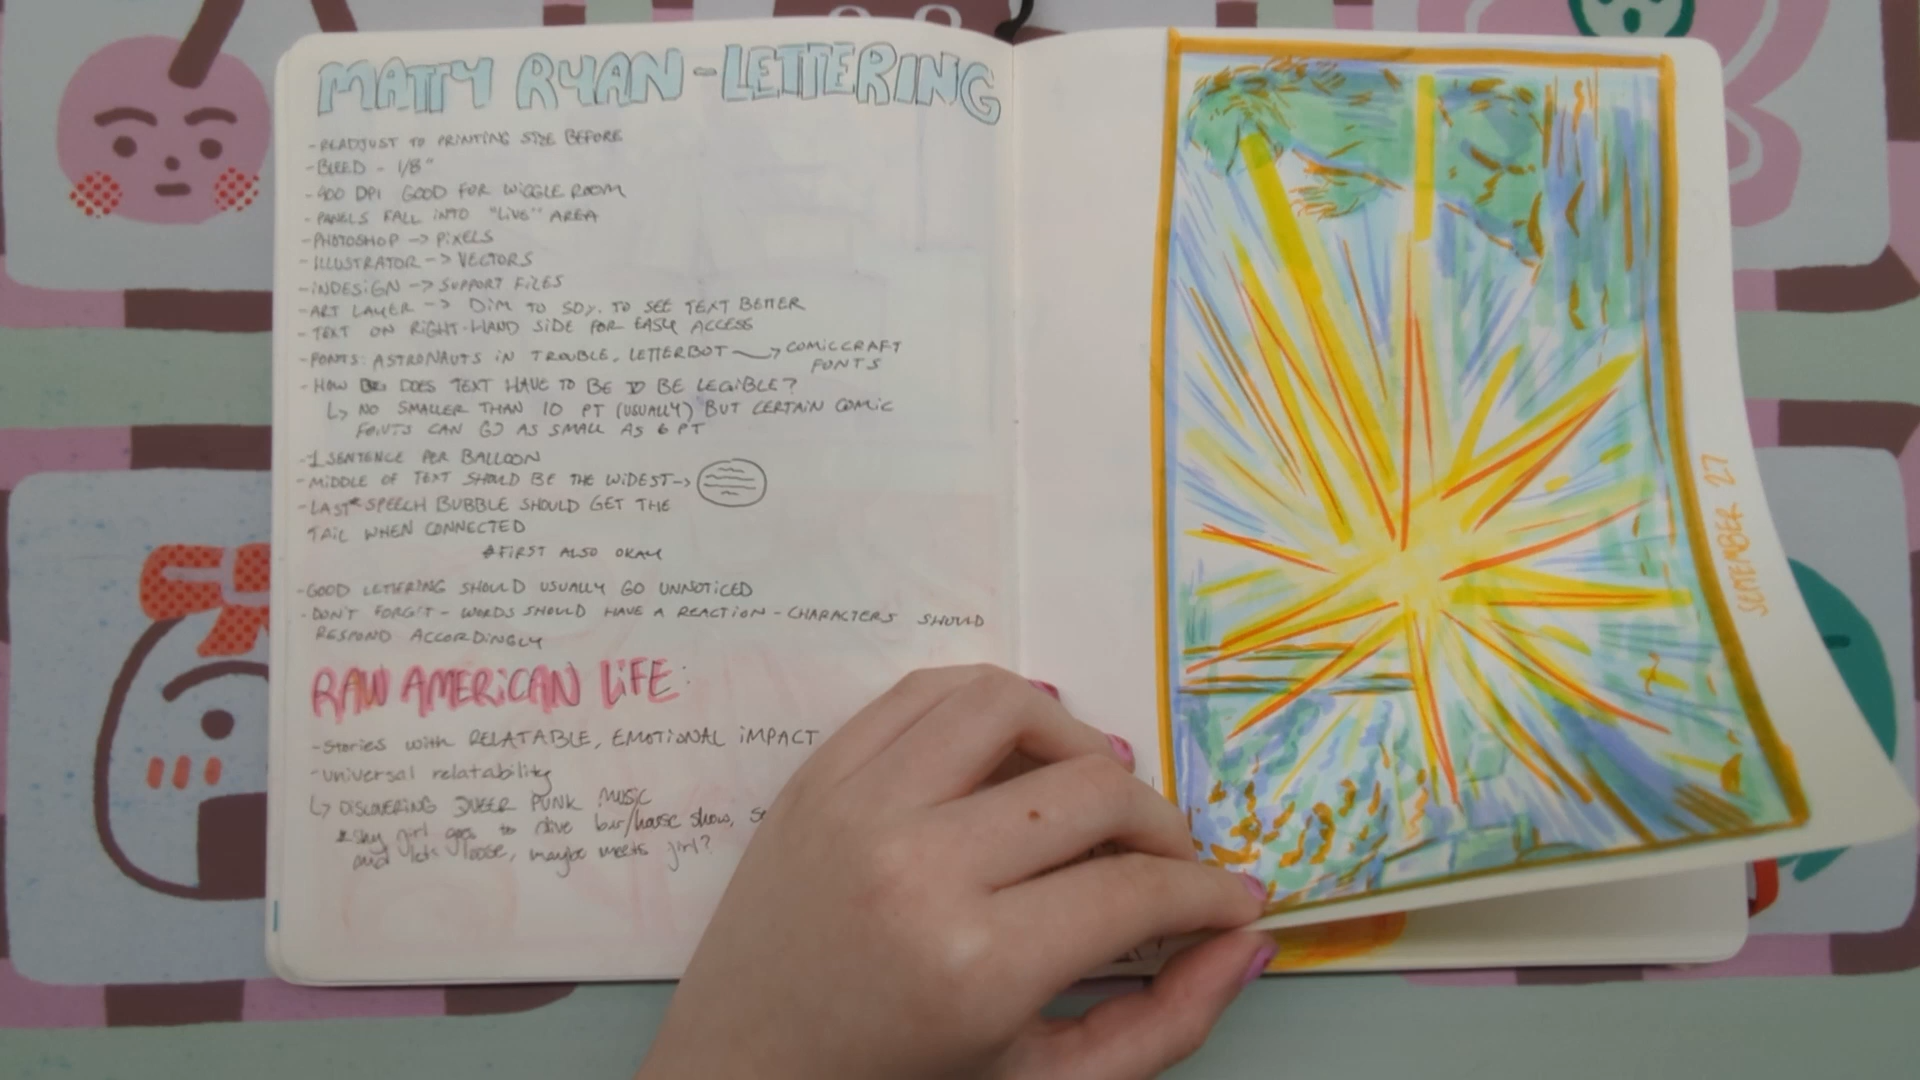 MATTY RYAN - LETTERING
- READJUST TO PRINTING SIZE BEFORE
- BLEED - 1/8"
- 400 DPI GOOD FOR WIGGLE ROOM
- PANELS FALL INTO "LIVE" AREA
- PHOTOSHOP -> PIXELS
- ILLUSTRATOR -> VECTORS
- INDESIGN -> SUPPORT FILES
- ART LAYER -> DIM TO 50%. TO SEE TEXT BETTER
- TEXT ON RIGHT-HAND SIDE FOR EASY ACCESS
- FONTS: ASTRONAUTS IN TROUBLE, LETTERBOT -> COMICCRAFT
FONTS
- HOW DOES TEXT HAVE TO BE TO BE LEGIBLE?
↳ NO SMALLER THAN 10 PT (USUALLY) BUT CERTAIN COMIC
FONTS CAN GO AS SMALL AS 6 PT
- 1 SENTENCE PER BALLOON
- MIDDLE OF TEXT SHOULD BE THE WIDEST ->
- LAST* SPEECH BUBBLE SHOULD GET THE
TAIL WHEN CONNECTED
*FIRST ALSO OKAY
- GOOD LETTERING SHOULD USUALLY GO UNNOTICED
- DON'T FORGET - WORDS SHOULD HAVE A REACTION - CHARACTERS SHOULD
RESPOND ACCORDINGLY
RAW AMERICAN LIFE:
- Stories with RELATABLE, EMOTIONAL IMPACT
- universal relatability
↳ DISCOVERING QUEER PUNK MUSIC
* shy girl goes to dive bar/house show,
and lets loose, maybe meets girl?
SEPTEMBER 27